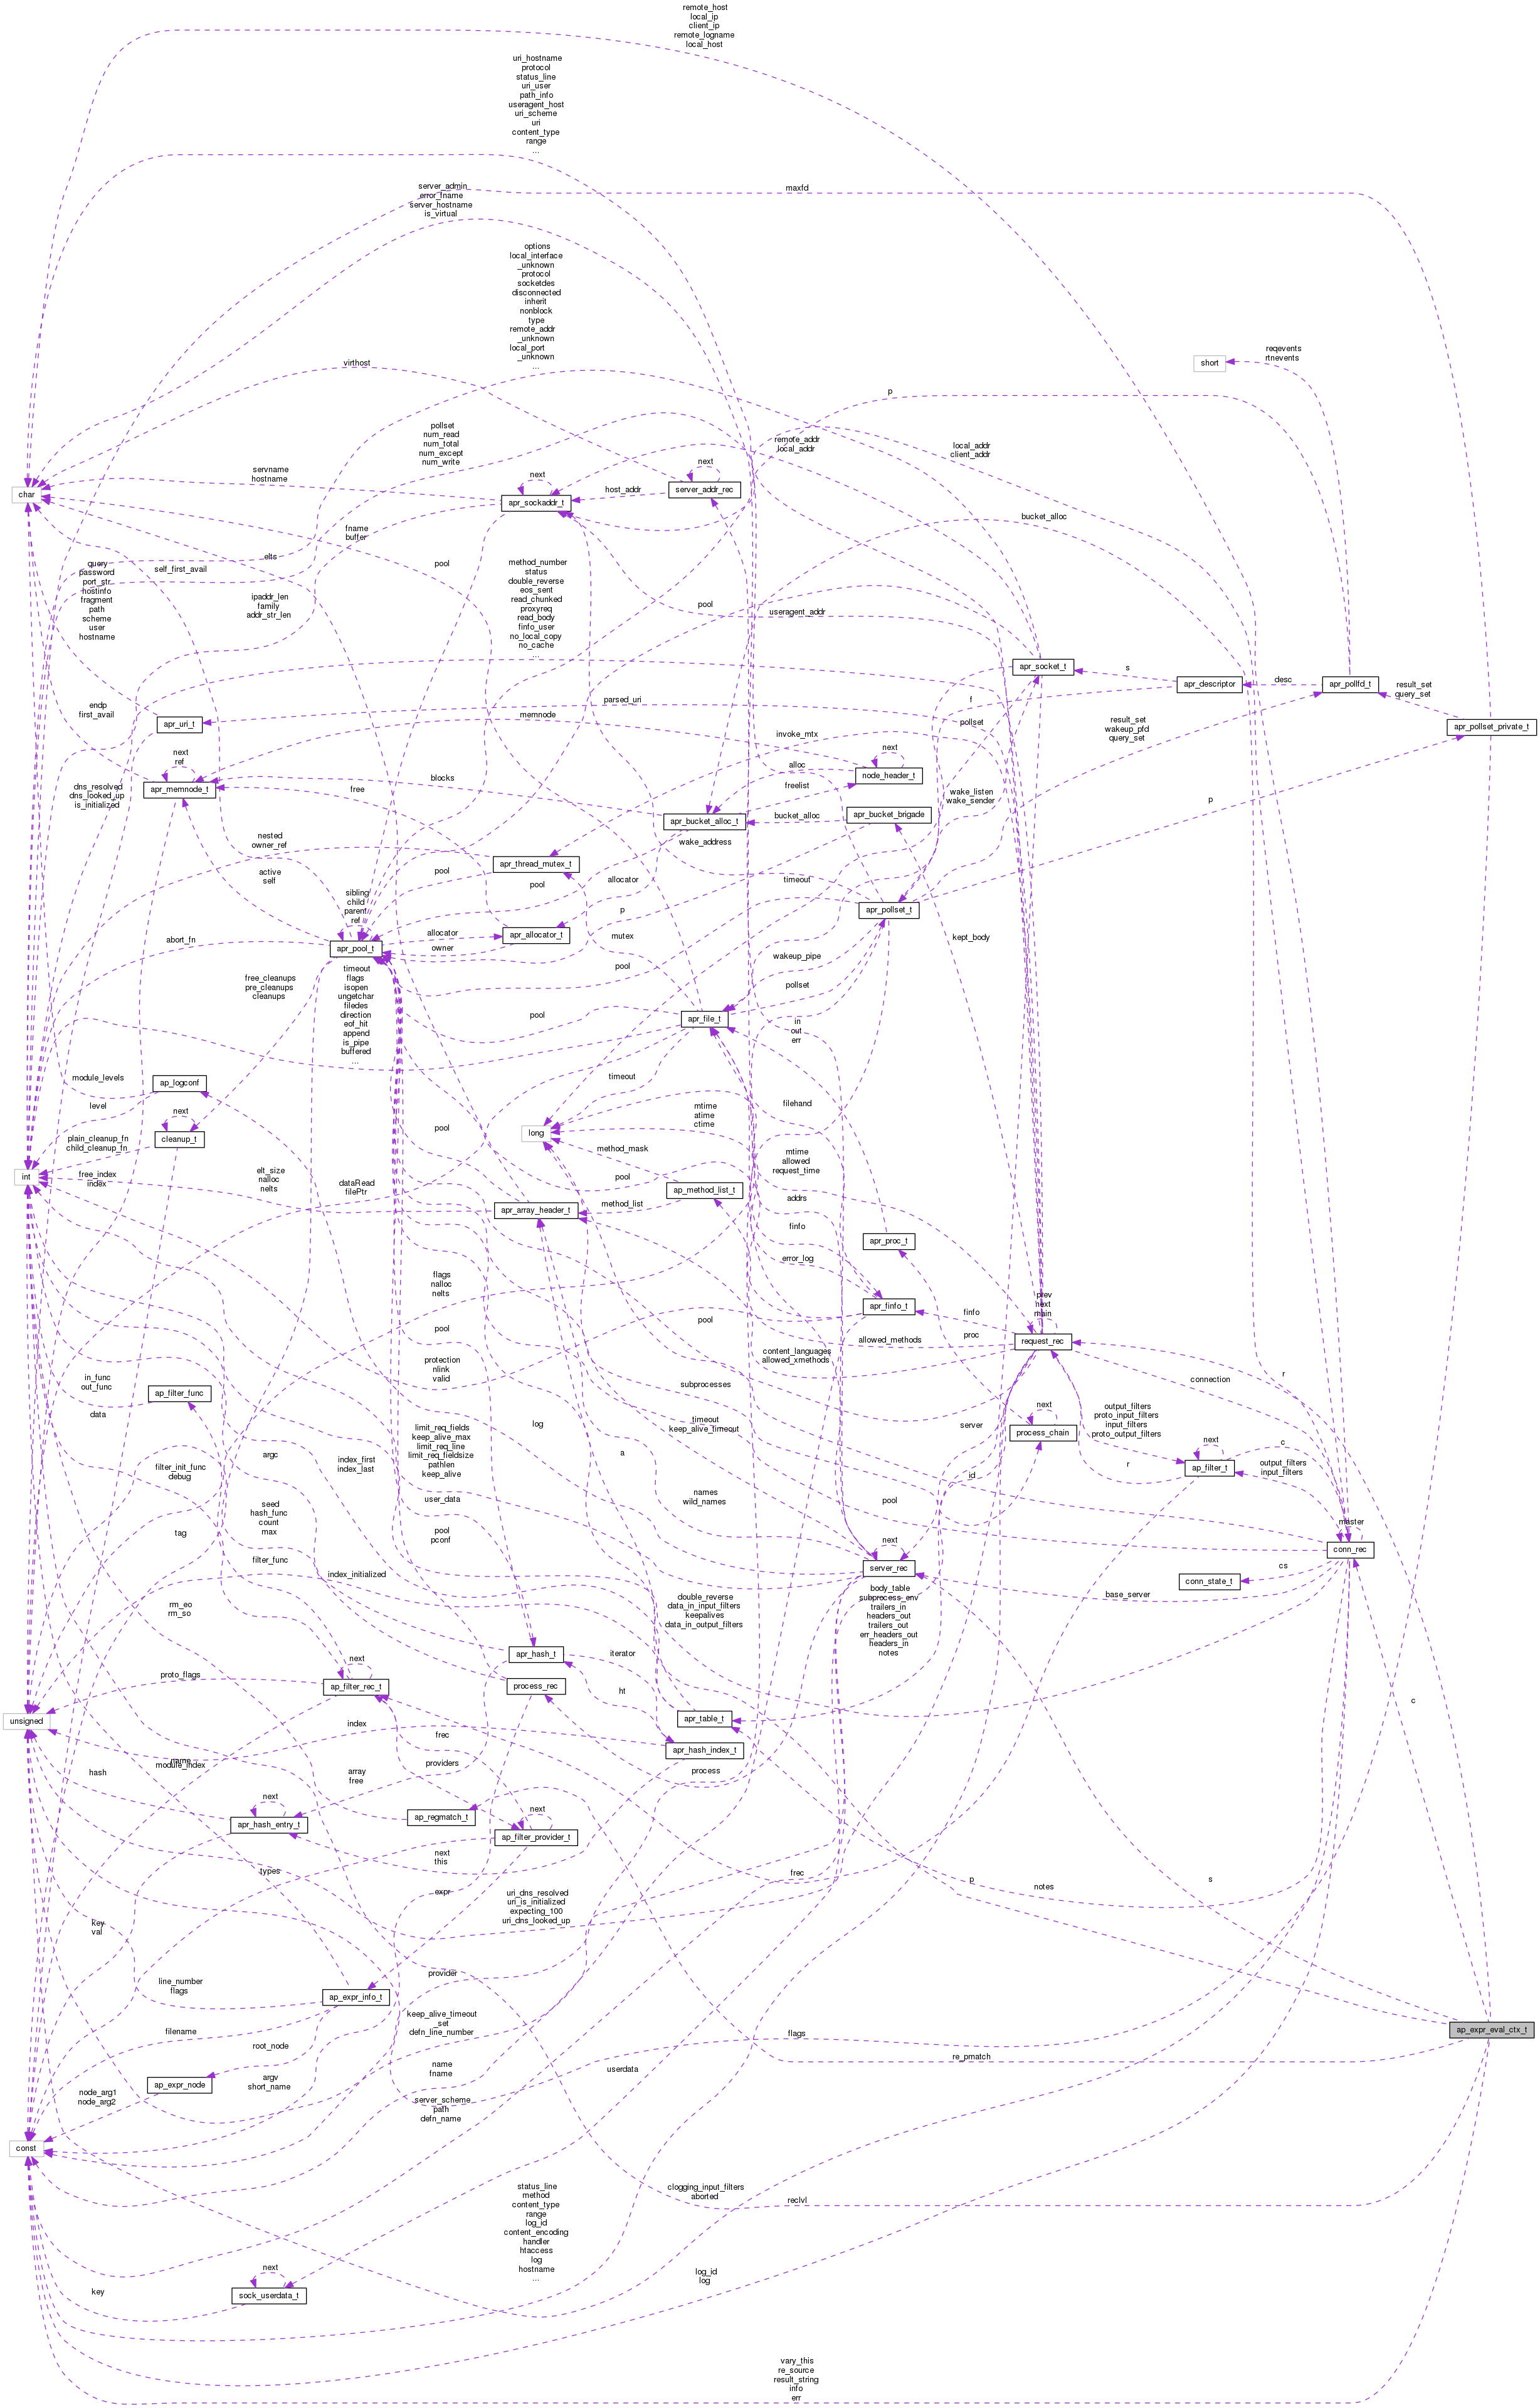 remote_host
local_ip
client_ip
remote_logname
local_host
uri_hostname
protocol
status_line
uri_user
path_info
useragent_host
uri_scheme
uri
content_type
range
...
server_admin
error_fname
server_hostname
is_virtual
maxfd
options
local_interface
_unknown
protocol
socketdes
disconnected
inherit
nonblock
type
remote_addr
_unknown
local_port
_unknown
...
virthost
reqevents
rtnevents
short
p
pollset
num_read
num_total
num_except
num_write
remote_addr
local_addr
local_addr
client_addr
servname
hostname
next
server_addr_rec
host_addr
next
apr_sockaddr_t
char
fname
buffer
bucket_alloc
elts
self_first_avail
query
password
port_str
hostinfo
fragment
path
scheme
user
hostname
pool
method_number
status
double_reverse
eos_sent
read_chunked
proxyreq
read_body
finfo_user
no_local_copy
no_cache
...
ipaddr_len
family
addr_str_len
pool
useragent_addr
apr_socket_t
s
apr_descriptor
desc
apr_pollfd_t
result_set
query_set
apr_pollset_private_t
f
endp
first_avail
apr_uri_t
parsed_uri
memnode
invoke_mtx
pollset
result_set
wakeup_pfd
query_set
next
ref
apr_memnode_t
dns_resolved
dns_looked_up
is_initialized
blocks
free
alloc
next
node_header_t
freelist
wake_listen
wake_sender
p
apr_bucket_alloc_t
bucket_alloc
apr_bucket_brigade
nested
owner_ref
wake_address
apr_thread_mutex_t
pool
active
self
pool
allocator
timeout
sibling
child
parent
ref
p
apr_pollset_t
allocator
owner
apr_allocator_t
apr_pool_t
abort_fn
mutex
kept_body
wakeup_pipe
pool
free_cleanups
pre_cleanups
cleanups
timeout
flags
isopen
ungetchar
filedes
direction
eof_hit
append
is_pipe
buffered
...
pollset
pool
apr_file_t
in
out
err
ap_logconf
module_levels
level
timeout
filehand
mtime
atime
ctime
next
cleanup_t
long
plain_cleanup_fn
child_cleanup_fn
pool
method_mask
mtime
allowed
request_time
int
free_index
index
elt_size
nalloc
nelts
dataRead
filePtr
pool
ap_method_list_t
method_list
addrs
apr_array_header_t
apr_proc_t
finfo
error_log
flags
nalloc
nelts
apr_finfo_t
finfo
proc
prev
next
main
request_rec
pool
pool
allowed_methods
content_languages
allowed_xmethods
connection
r
protection
nlink
valid
subprocesses
in_func
out_func
ap_filter_func
data
log
limit_req_fields
keep_alive_max
limit_req_line
limit_req_fieldsize
pathlen
keep_alive
timeout
keep_alive_timeout
server
next
process_chain
output_filters
proto_input_filters
input_filters
proto_output_filters
next
ap_filter_t
c
r
output_filters
input_filters
argc
a
id
filter_init_func
debug
index_first
index_last
user_data
names
wild_names
pool
seed
hash_func
count
max
tag
pool
pconf
master
conn_rec
next
server_rec
cs
conn_state_t
base_server
filter_func
index_initialized
body_table
subprocess_env
trailers_in
headers_out
trailers_out
err_headers_out
headers_in
notes
double_reverse
data_in_input_filters
keepalives
data_in_output_filters
rm_eo
rm_so
apr_hash_t
iterator
next
ap_filter_rec_t
proto_flags
process_rec
ht
unsigned
index
frec
apr_table_t
apr_hash_index_t
c
name
module_index
hash
array
free
providers
process
ap_regmatch_t
next
apr_hash_entry_t
next
ap_filter_provider_t
next
this
types
expr
frec
uri_dns_resolved
uri_is_initialized
expecting_100
uri_dns_looked_up
p
notes
s
key
val
provider
line_number
flags
ap_expr_info_t
filename
keep_alive_timeout
_set
defn_line_number
flags
ap_expr_eval_ctx_t
root_node
re_pmatch
ap_expr_node
argv
short_name
name
fname
userdata
node_arg1
node_arg2
server_scheme
path
defn_name
const
status_line
method
content_type
range
log_id
content_encoding
handler
htaccess
log
hostname
...
clogging_input_filters
aborted
reclvl
next
sock_userdata_t
key
log_id
log
vary_this
re_source
result_string
info
err